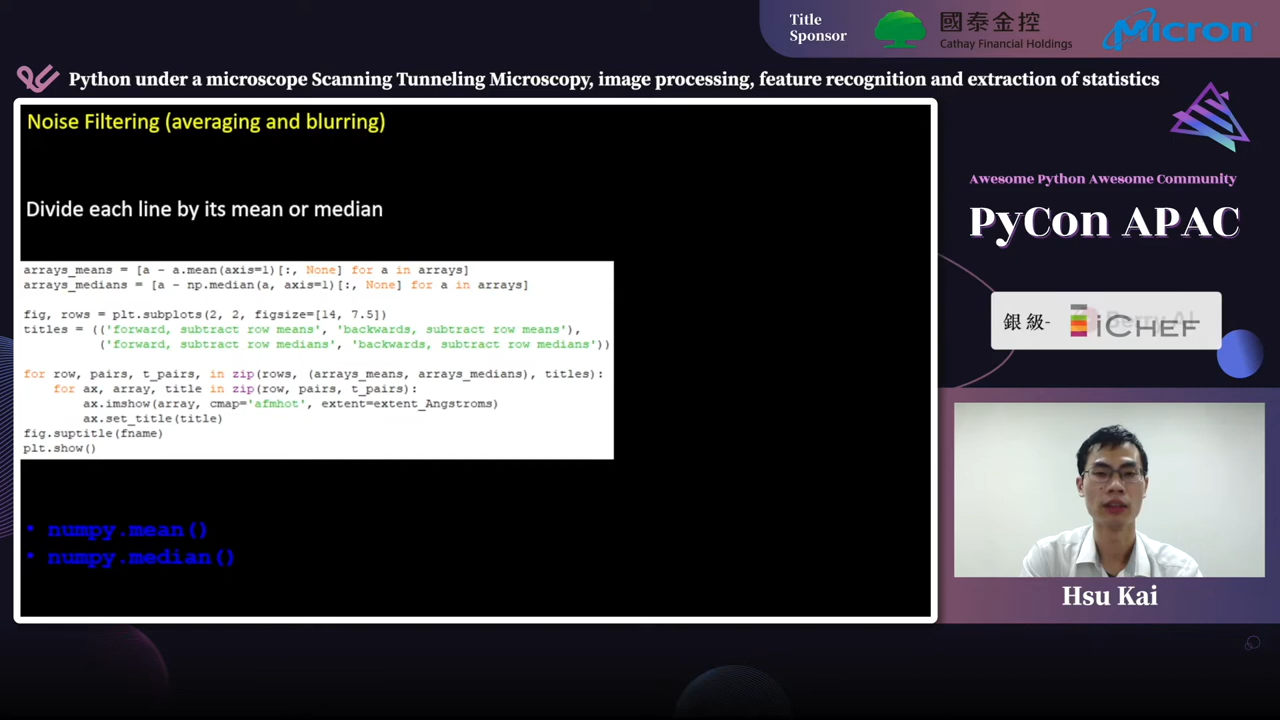 Title
Sponsor
國泰金控
Cathay Financial Holdings
Micron
Python under a microscope Scanning Tunneling Microscopy, image processing, feature recognition and extraction of statistics
Noise Filtering (averaging and blurring)
Divide each line by its mean or median
arrays_means = [a - a.mean(axis=1)[:, None] for a in arrays]
arrays_medians = [a - np.median(a, axis=1)[:, None] for a in arrays]
fig, rows = plt.subplots(2, 2, figsize=[14, 7.5])
titles = (('forward, subtract row means', 'backwards, subtract row means'),
('forward, subtract row medians', 'backwards, subtract row medians'))
for row, pairs, t_pairs, in zip(rows, (arrays_means, arrays_medians), titles):
for ax, array, title in zip(row, pairs, t_pairs):
ax.imshow(array, cmap='afmhot', extent=extent_Angstroms)
ax.set_title(title)
fig.suptitle(fname)
plt.show()
• numpy.mean()
• numpy.median()
Awesome Python Awesome Community
PyCon APAC
銀級- iCHEF
Hsu Kai